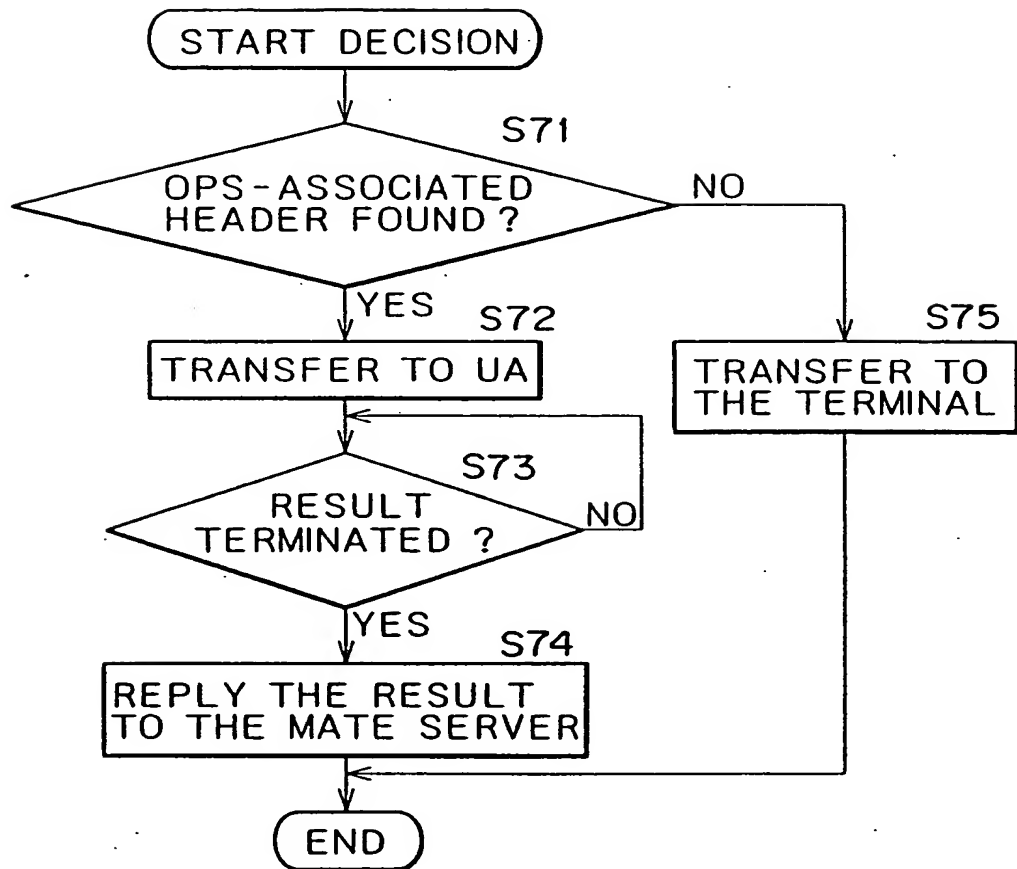 START DECISION
S71
OPS-ASSOCIATED
HEADER FOUND?
NO
YES
S72
TRANSFER TO UA
S75
TRANSFER TO
THE TERMINAL
S73
RESULT
TERMINATED ?
NO
YES
S74
REPLY THE RESULT
TO THE MATE SERVER
END